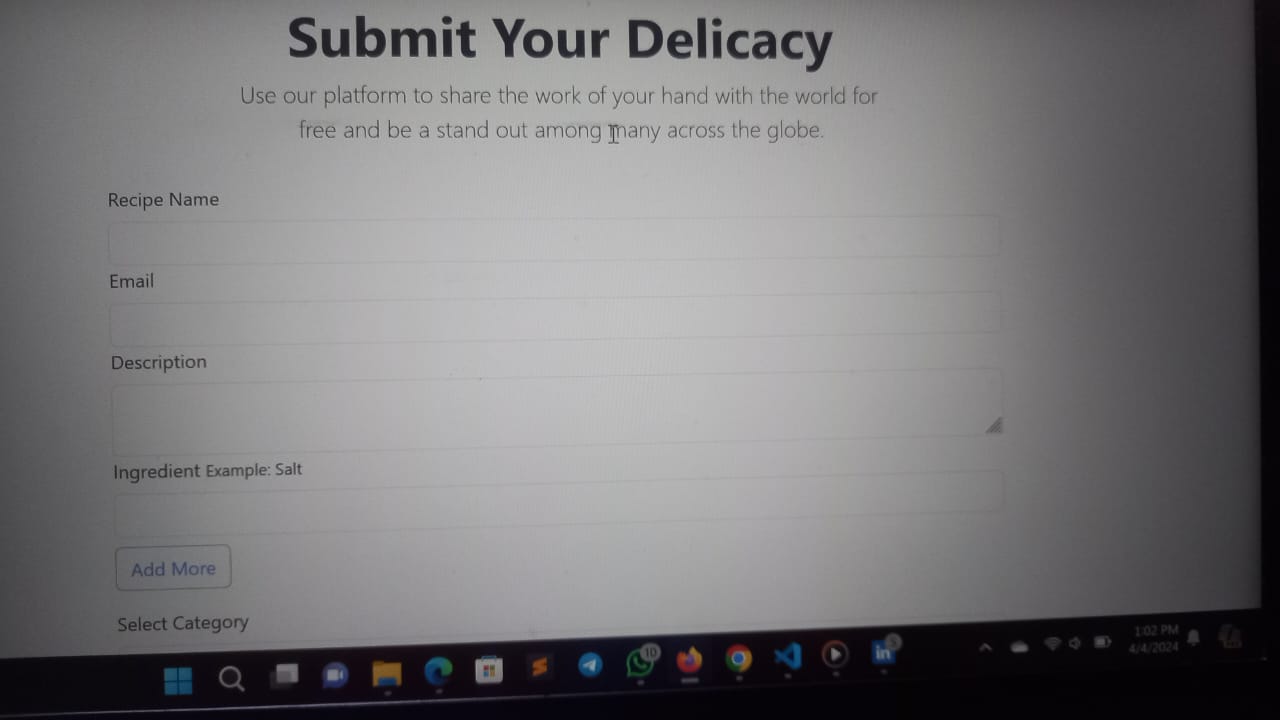 Submit Your Delicacy
Use our platform to share the work of your hand with the world for
free and be a stand out among many across the globe.
Recipe Name
Email
Description
Ingredient Example: Salt
Add More
Select Category
10
5
in
1:02 PM
4/4/2024